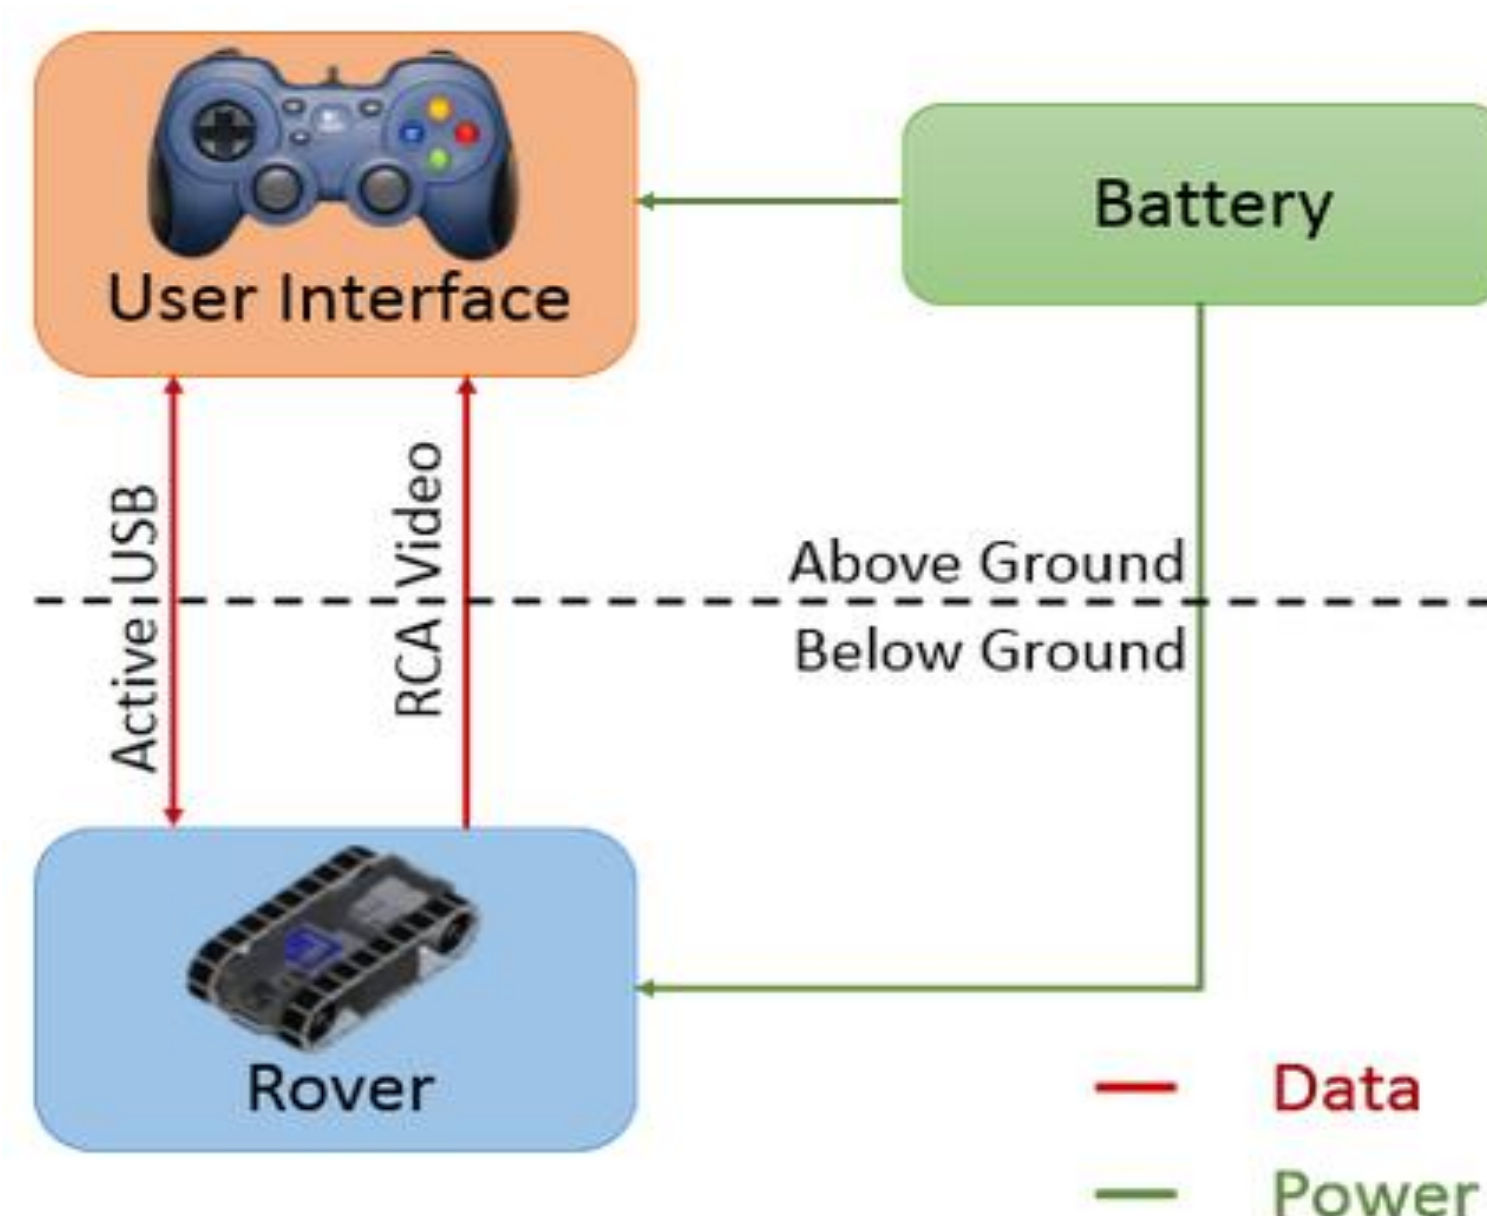 User Interface
Battery
Active USB
RCA Video
Above Ground
Below Ground
Rover
Data
Power